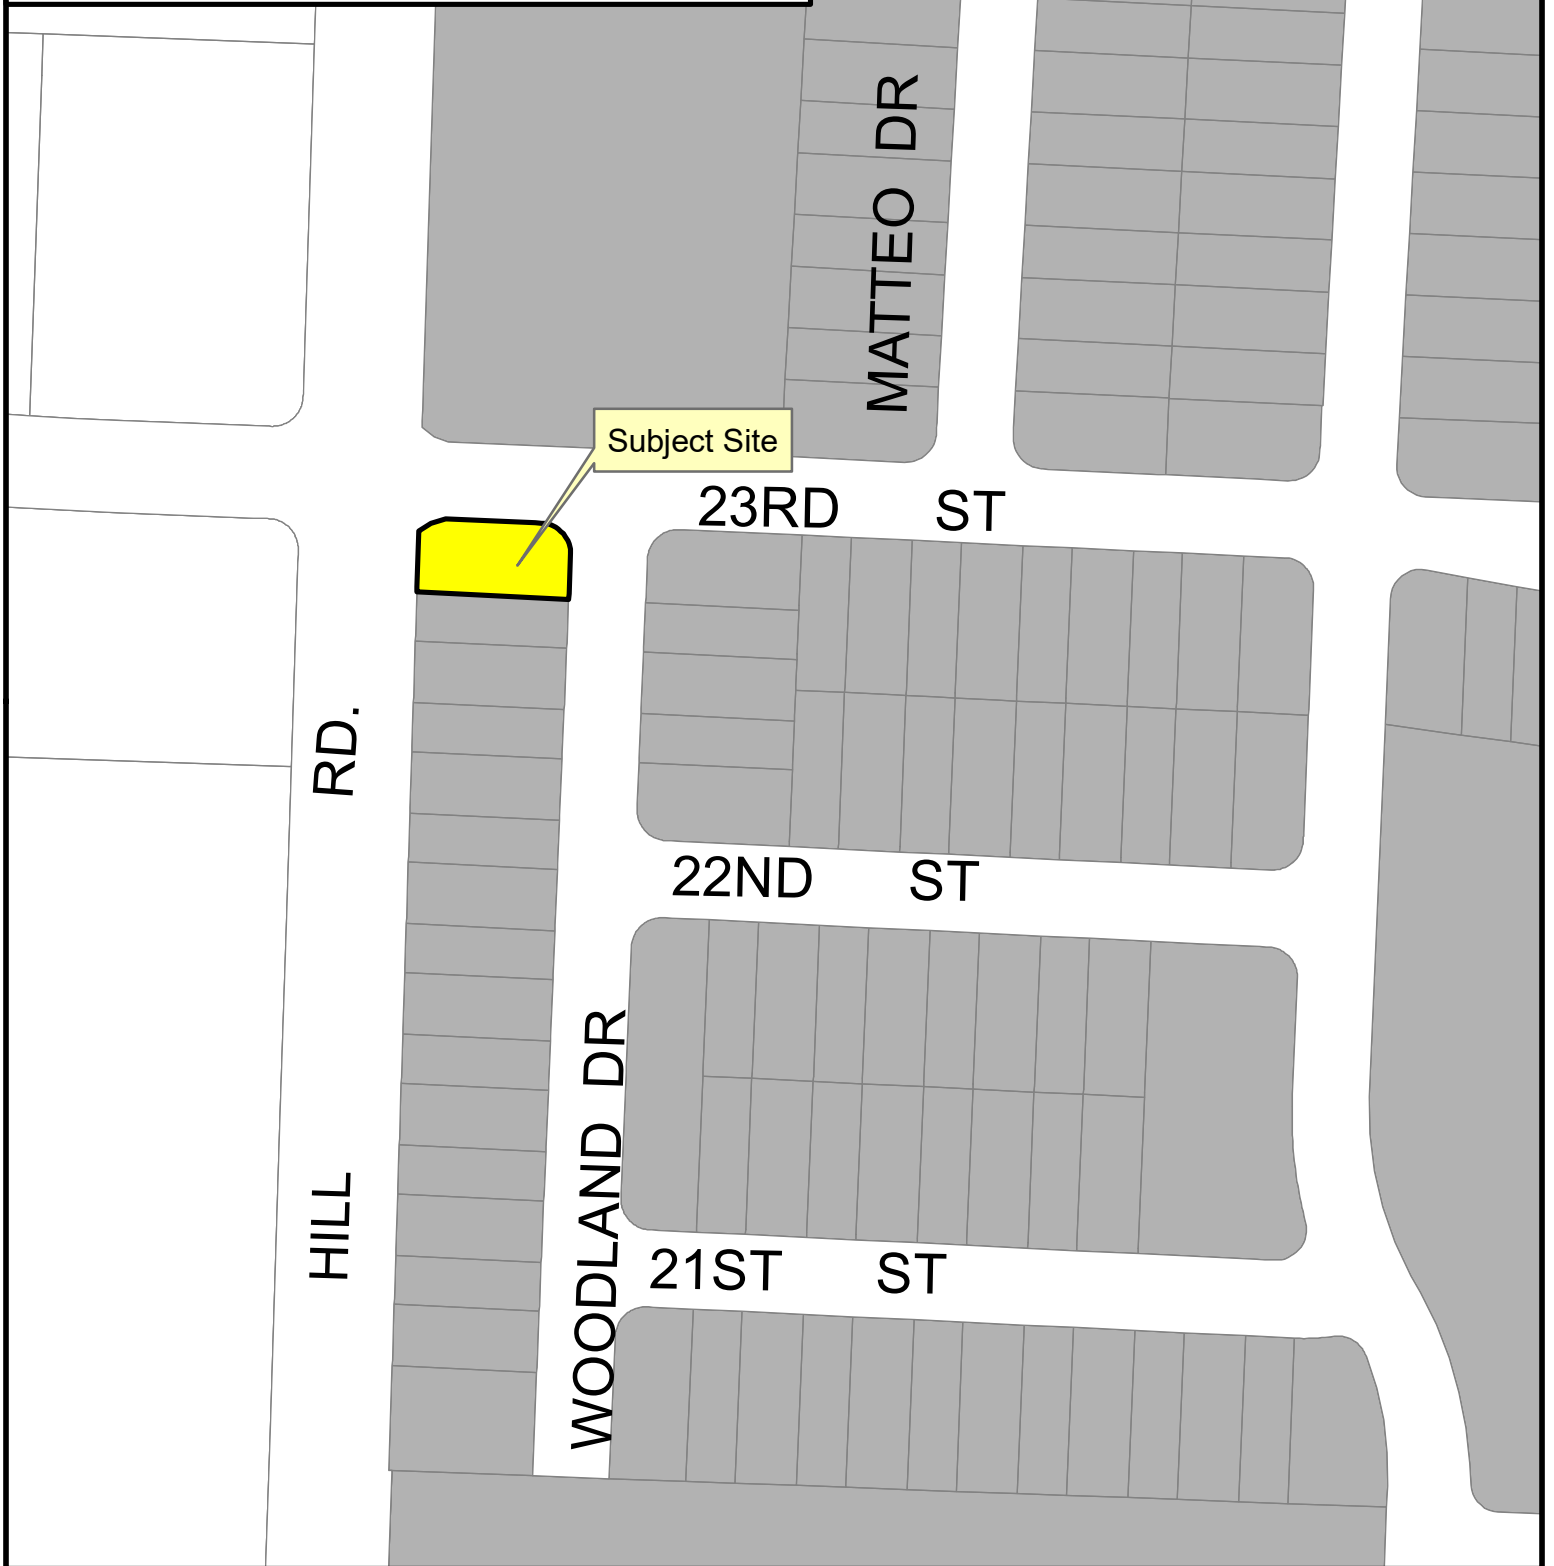 MATTEO DR
Subject Site
23RD ST
HILL RD.
22ND ST
WOODLAND DR
21ST ST